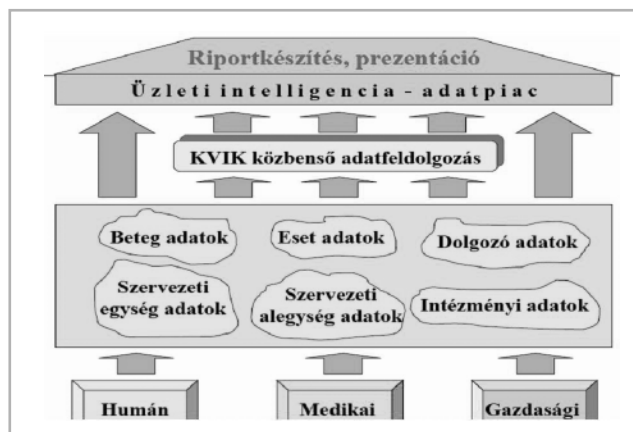 Riportkészítés, prezentáció
Üzleti intelligencia - adatpiac
KVIK közbenső adatfeldolgozás
Beteg adatok
Eset adatok
Dolgozó adatok
Szervezeti
egység adatok
Szervezeti
alegység adatok
Intézményi adatok
Humán
Medikai
Gazdasági